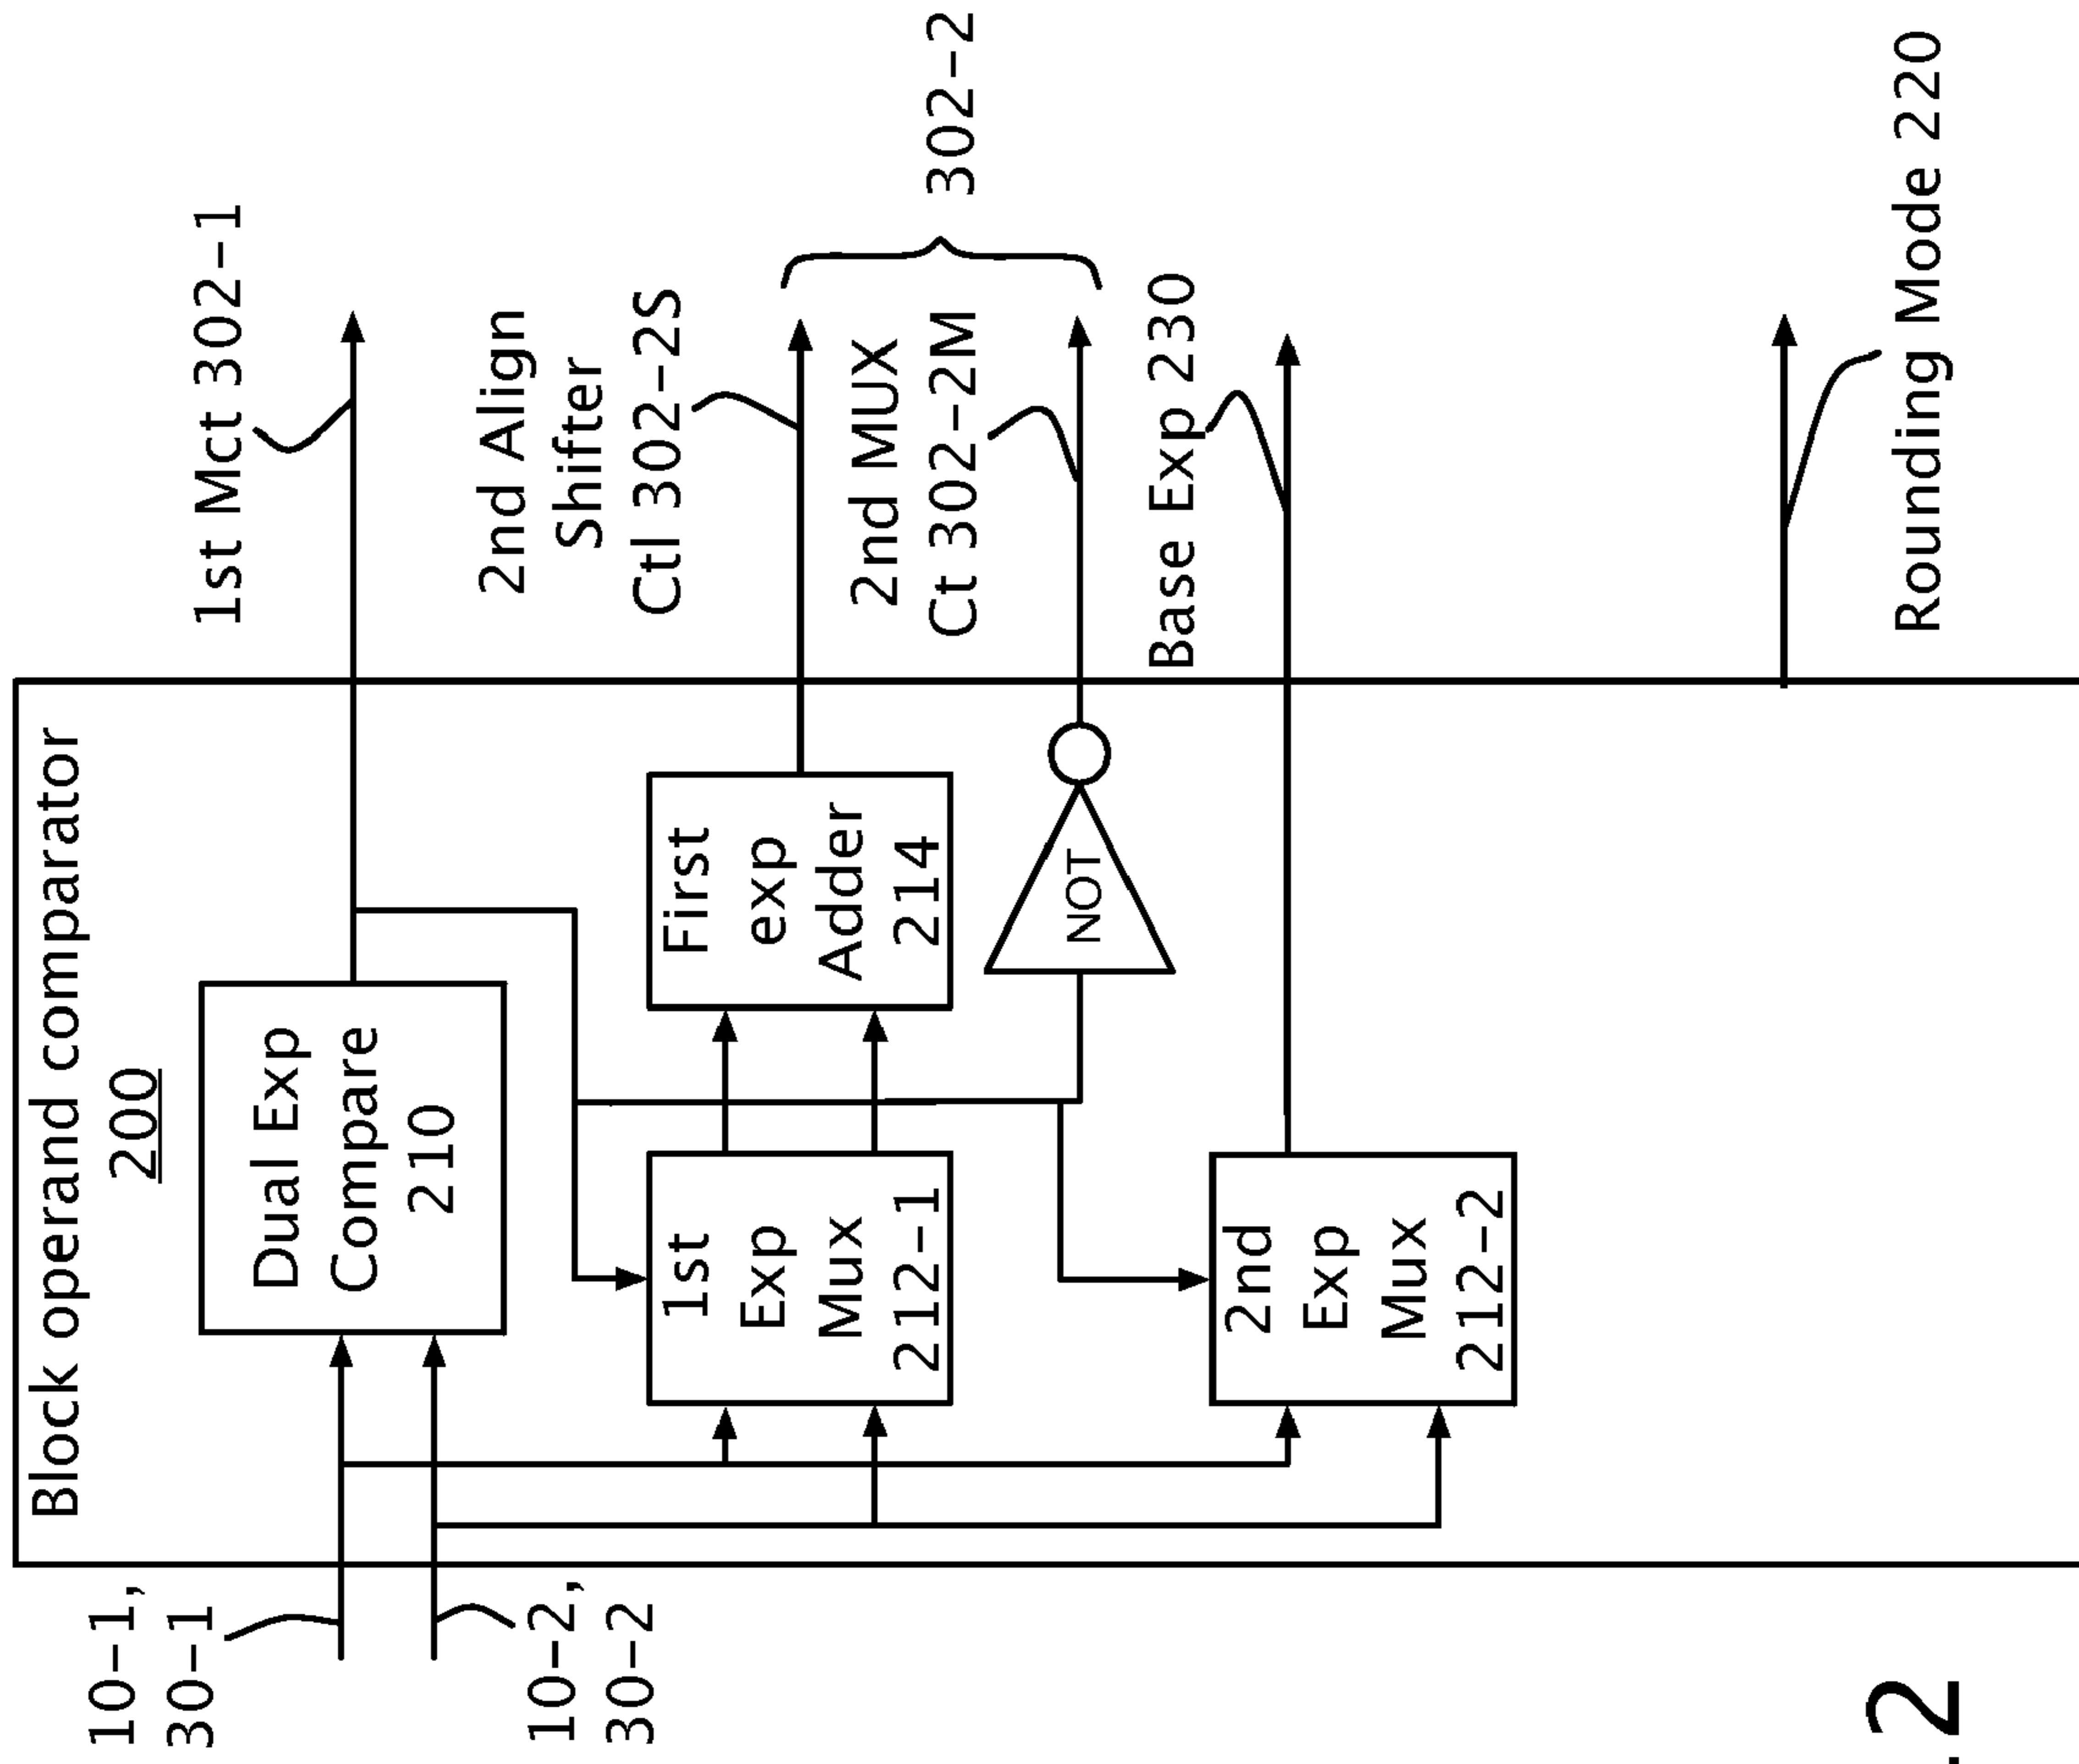 Block operand comparator
200
10-1,
30-1
10-2,
30-2
Dual Exp
Compare
210
1st
Exp
Mux
212-1
First
exp
Adder
214
NOT
2nd
Exp
Mux
212-2
1st Mct 302-1
2nd Align
Shifter
Ctl 302-2S
2nd MUX
Ct 302-2M
302-2
Base Exp 230
Rounding Mode 220
.2